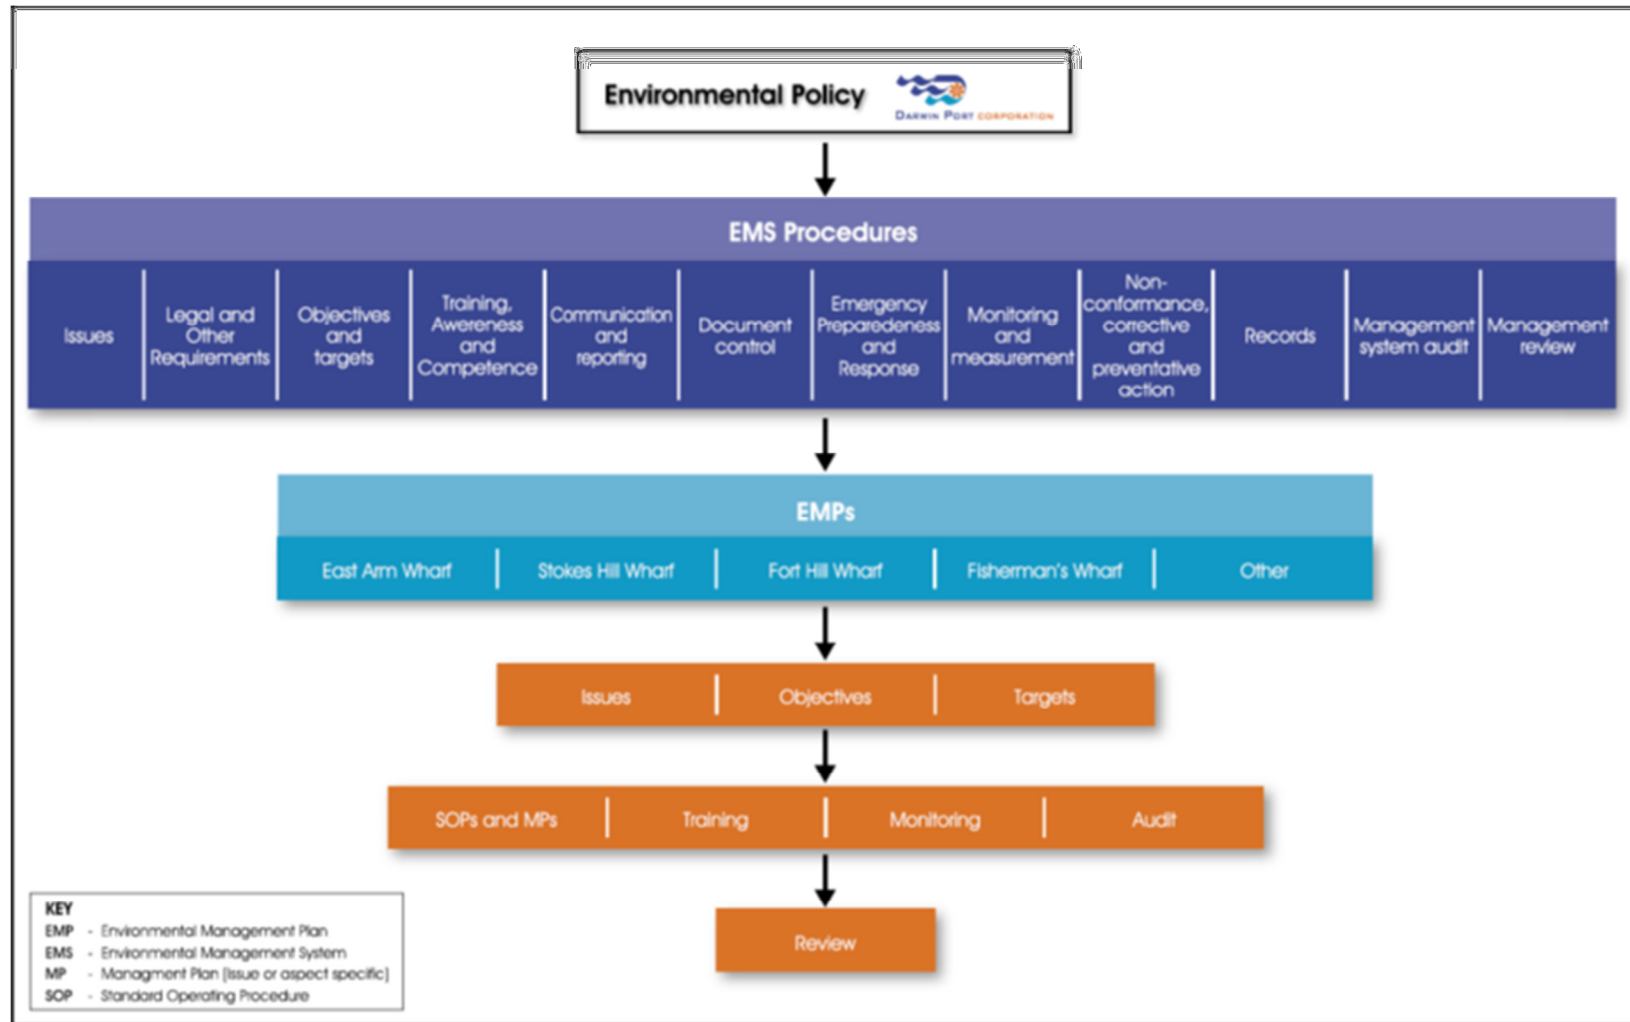 Environmental Policy
DARWIN PORT CORPORATION
EMS Procedures
Issues
Legal and
Other
Requirements
Objectives
and
targets
Training,
Awereness
and
Competence
Communication
and
reporting
Document
control
Emergency
Preparedeness
and
Response
Monitoring
and
measurement
Non-
conformance,
corrective
and
preventative
action
Records
Management
system audit
Management
review
EMPs
East Arm Wharf
Stokes Hill Wharf
Fort Hill Wharf
Fisherman's Wharf
Other
Issues
Objectives
Targets
SOPs and MPs
Training
Monitoring
Audit
Review
KEY
EMP - Environmental Management Plan
EMS - Environmental Management System
MP - Managment Plan (Issue or aspect specific)
SOP - Standard Operating Procedure